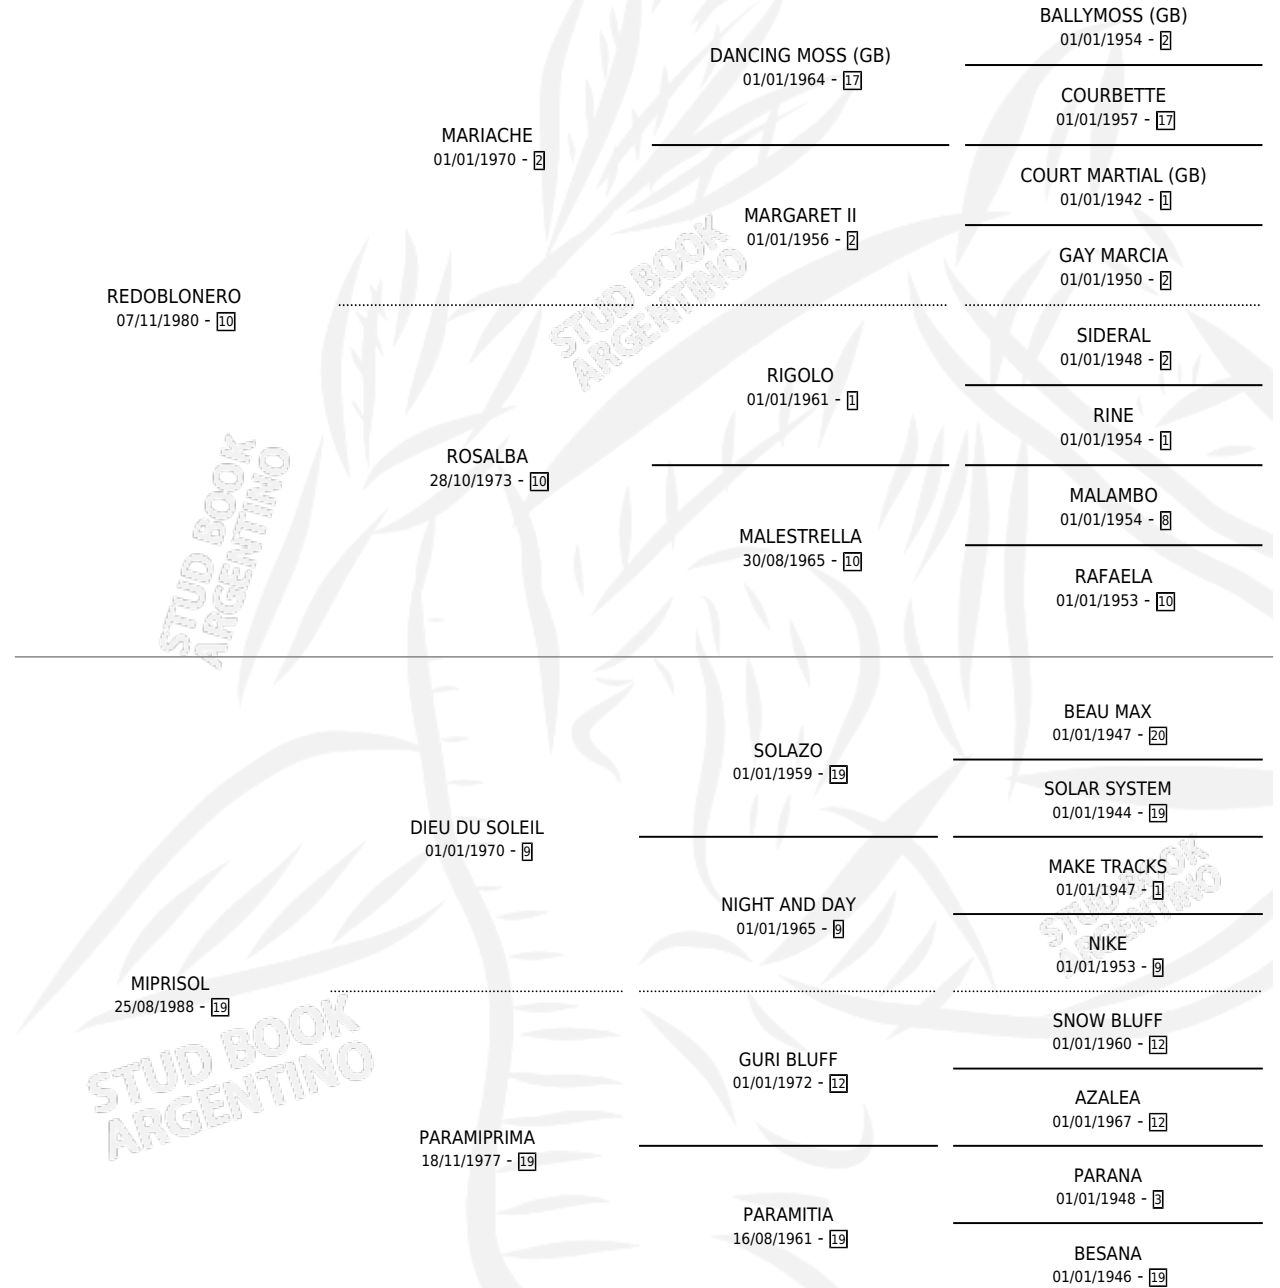 BALLYMOSS (GB)
01/01/1954 - 2
DANCING MOSS (GB)
01/01/1964 - 17
COURBETTE
01/01/1957 - 17
MARIACHE
01/01/1970 - 2
COURT MARTIAL (GB)
01/01/1942 - 1
MARGARET II
01/01/1956 - 2
GAY MARCIA
01/01/1950 - 2
REDOBLONERO
07/11/1980 - 10
SIDERAL
01/01/1948 - 2
RIGOLO
01/01/1961 - 1
RINE
01/01/1954 - 1
ROSALBA
28/10/1973 - 10
MALAMBO
01/01/1954 - 8
MALESTRELLA
30/08/1965 - 10
RAFAELA
01/01/1953 - 10
BEAU MAX
01/01/1947 - 20
SOLAZO
01/01/1959 - 19
SOLAR SYSTEM
01/01/1944 - 19
DIEU DU SOLEIL
01/01/1970 - 9
MAKE TRACKS
01/01/1947 - 1
NIGHT AND DAY
01/01/1965 - 9
NIKE
01/01/1953 - 9
MIPRISOL
25/08/1988 - 19
SNOW BLUFF
01/01/1960 - 12
GURI BLUFF
01/01/1972 - 12
AZALEA
01/01/1967 - 12
PARAMIPRIMA
18/11/1977 - 19
PARANA
01/01/1948 - 3
PARAMITIA
16/08/1961 - 19
BESANA
01/01/1946 - 19
STUD BOOK
ARGENTINO
STUD BOOK
ARGENTINO
STUD BOOK
ARGENTINO
STUD BOOK
ARGENTINO